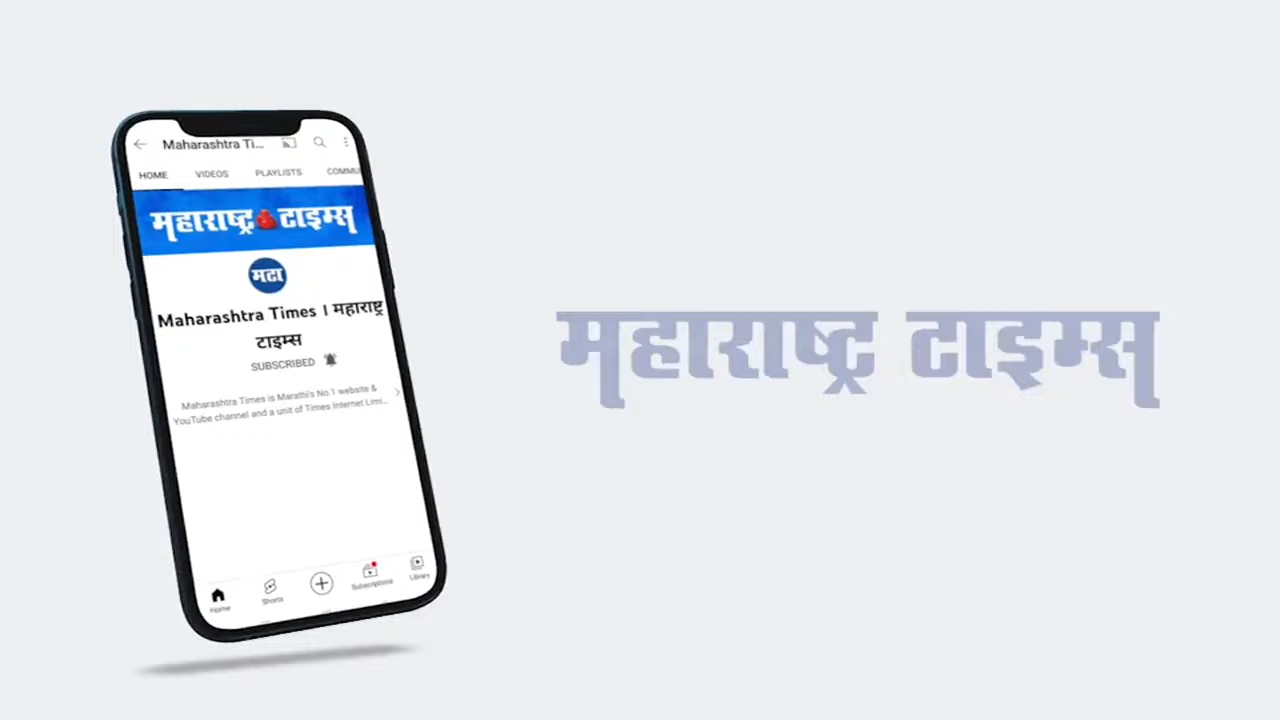 Maharashtra Ti...
HOME VIDEOS PLAYLISTS COMMU
महाराष्ट्र टाइम्स
मटा
Maharashtra Times । महाराष्ट्र
टाइम्स
SUBSCRIBED
Maharashtra Times is Marathi's No.1 website &
YouTube channel and a unit of Times Internet Limi...
Home Shorts Subscriptions Library
महाराष्ट्र टाइम्स